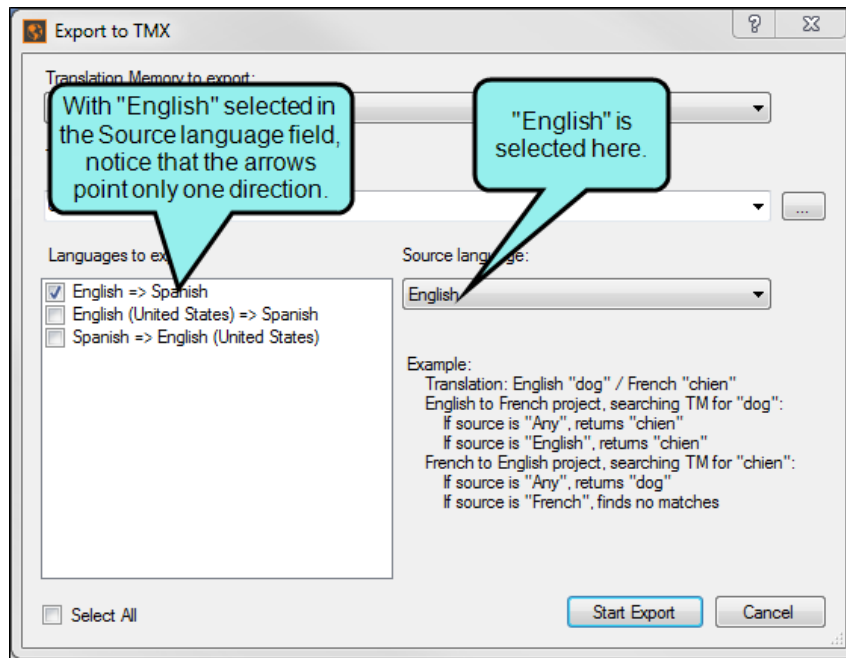 Export to TMX
Translation Memory to export:
With "English" selected in
the Source language field,
notice that the arrows
point only one direction.
"English" is
selected here.
...
Languages to ex
Source language:
English => Spanish
English (United States) => Spanish
Spanish => English (United States)
English
Example:
Translation: English "dog" / French "chien"
English to French project, searching TM for "dog":
If source is "Any", returns "chien"
If source is "English", returns "chien"
French to English project, searching TM for "chien":
If source is "Any", returns "dog"
If source is "French", finds no matches
Select All
Start Export
Cancel